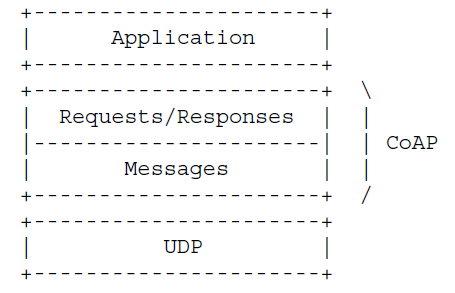 +----------------------+
|      Application     |
+----------------------+
+----------------------+  \
|  Requests/Responses  |  |
|----------------------|  | CoAP
|       Messages       |  |
+----------------------+  /
+----------------------+
|          UDP         |
+----------------------+